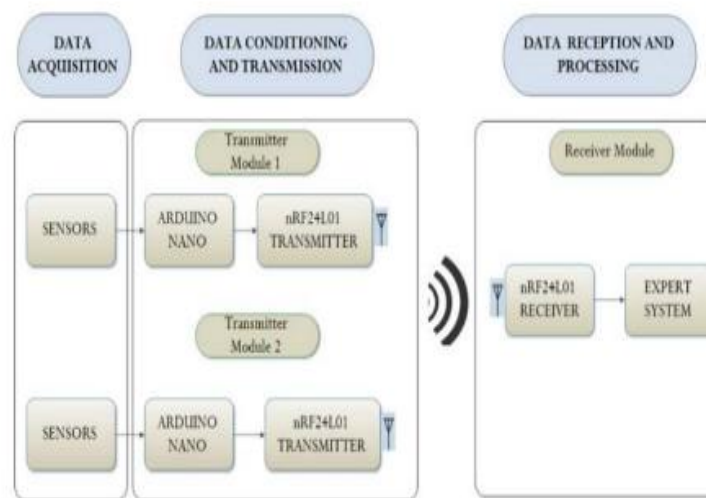 DATA
ACQUISITION
DATA CONDITIONING
AND TRANSMISSION
DATA RECEPTION AND
PROCESSING
Transmitter
Module 1
Receiver Module
SENSORS
ARDUINO
NANO
nRF24L01
TRANSMITTER
nRF24L01
RECEIVER
EXPERT
SYSTEM
Transmitter
Module 2
SENSORS
ARDUINO
NANO
nRF24L01
TRANSMITTER